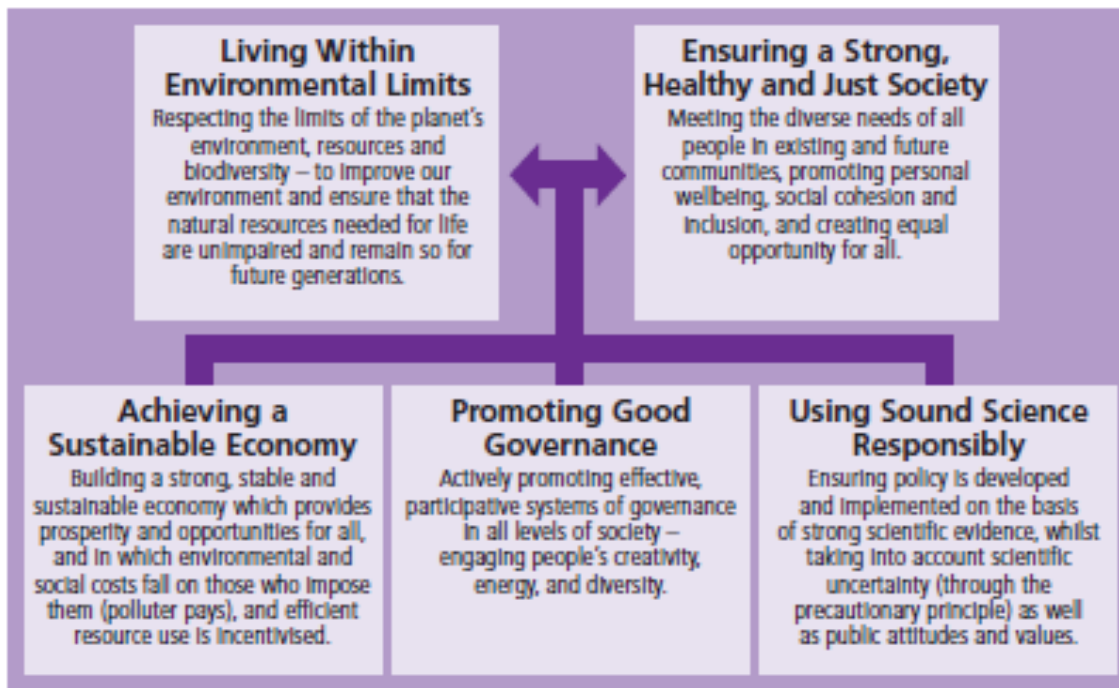 Living Within
Environmental Limits
Respecting the limits of the planet's
environment, resources and
biodiversity – to improve our
environment and ensure that the
natural resources needed for life
are unimpaired and remain so for
future generations.
Ensuring a Strong,
Healthy and Just Society
Meeting the diverse needs of all
people in existing and future
communities, promoting personal
wellbeing, social cohesion and
inclusion, and creating equal
opportunity for all.
Achieving a
Sustainable Economy
Building a strong, stable and
sustainable economy which provides
prosperity and opportunities for all,
and in which environmental and
social costs fall on those who impose
them (polluter pays), and efficient
resource use is incentivised.
Promoting Good
Governance
Actively promoting effective,
participative systems of governance
in all levels of society –
engaging people's creativity,
energy, and diversity.
Using Sound Science
Responsibly
Ensuring policy is developed
and implemented on the basis
of strong scientific evidence, whilst
taking into account scientific
uncertainty (through the
precautionary principle) as well
as public attitudes and values.